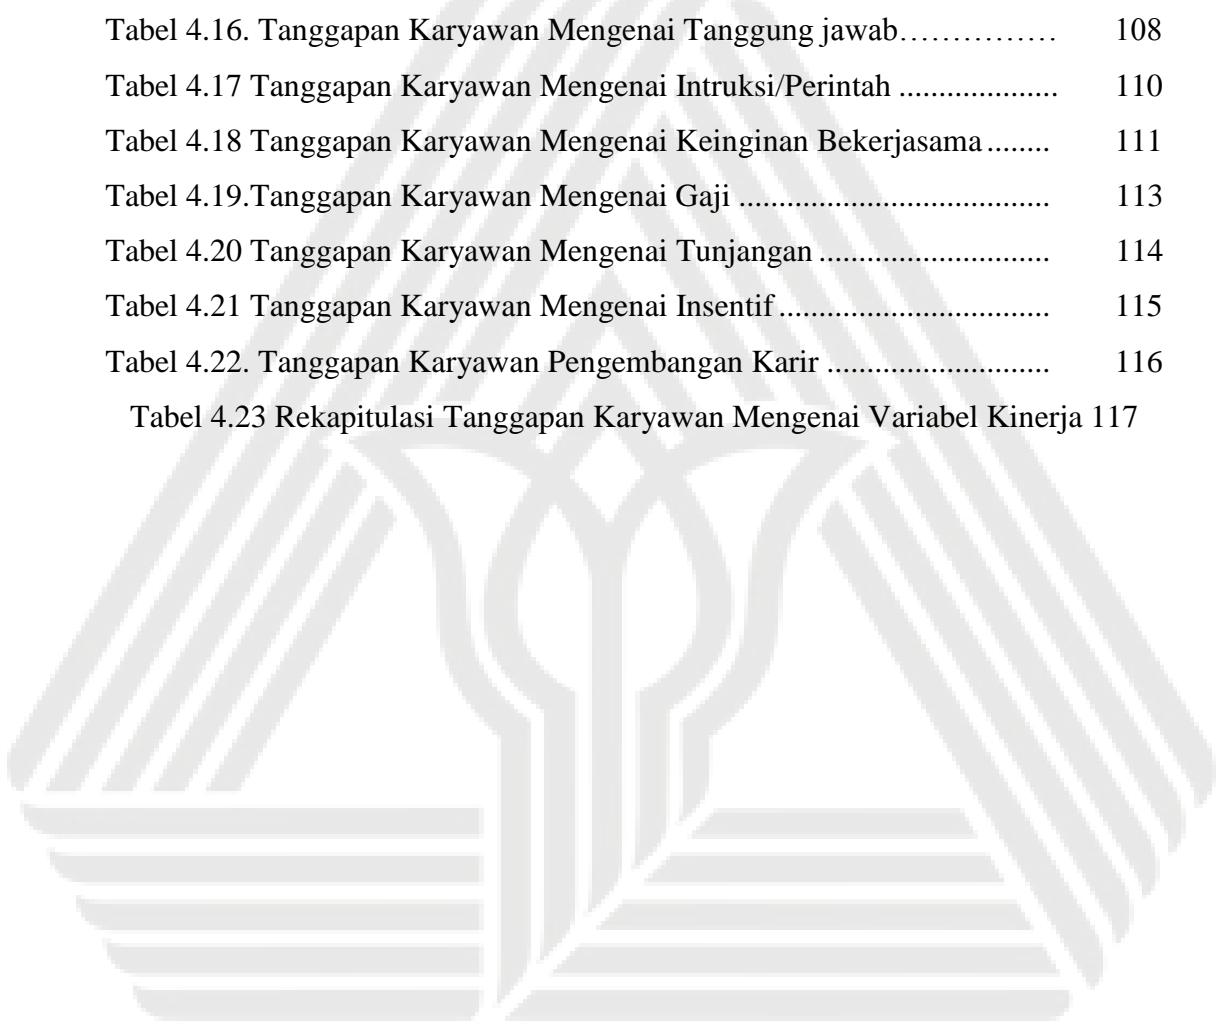 Tabel 4.16. Tanggapan Karyawan Mengenai Tanggung jawab…………… 108
Tabel 4.17 Tanggapan Karyawan Mengenai Intruksi/Perintah ................... 110
Tabel 4.18 Tanggapan Karyawan Mengenai Keinginan Bekerjasama ........ 111
Tabel 4.19.Tanggapan Karyawan Mengenai Gaji ..................................... 113
Tabel 4.20 Tanggapan Karyawan Mengenai Tunjangan ............................ 114
Tabel 4.21 Tanggapan Karyawan Mengenai Insentif ................................. 115
Tabel 4.22. Tanggapan Karyawan Pengembangan Karir ........................... 116
Tabel 4.23 Rekapitulasi Tanggapan Karyawan Mengenai Variabel Kinerja 117